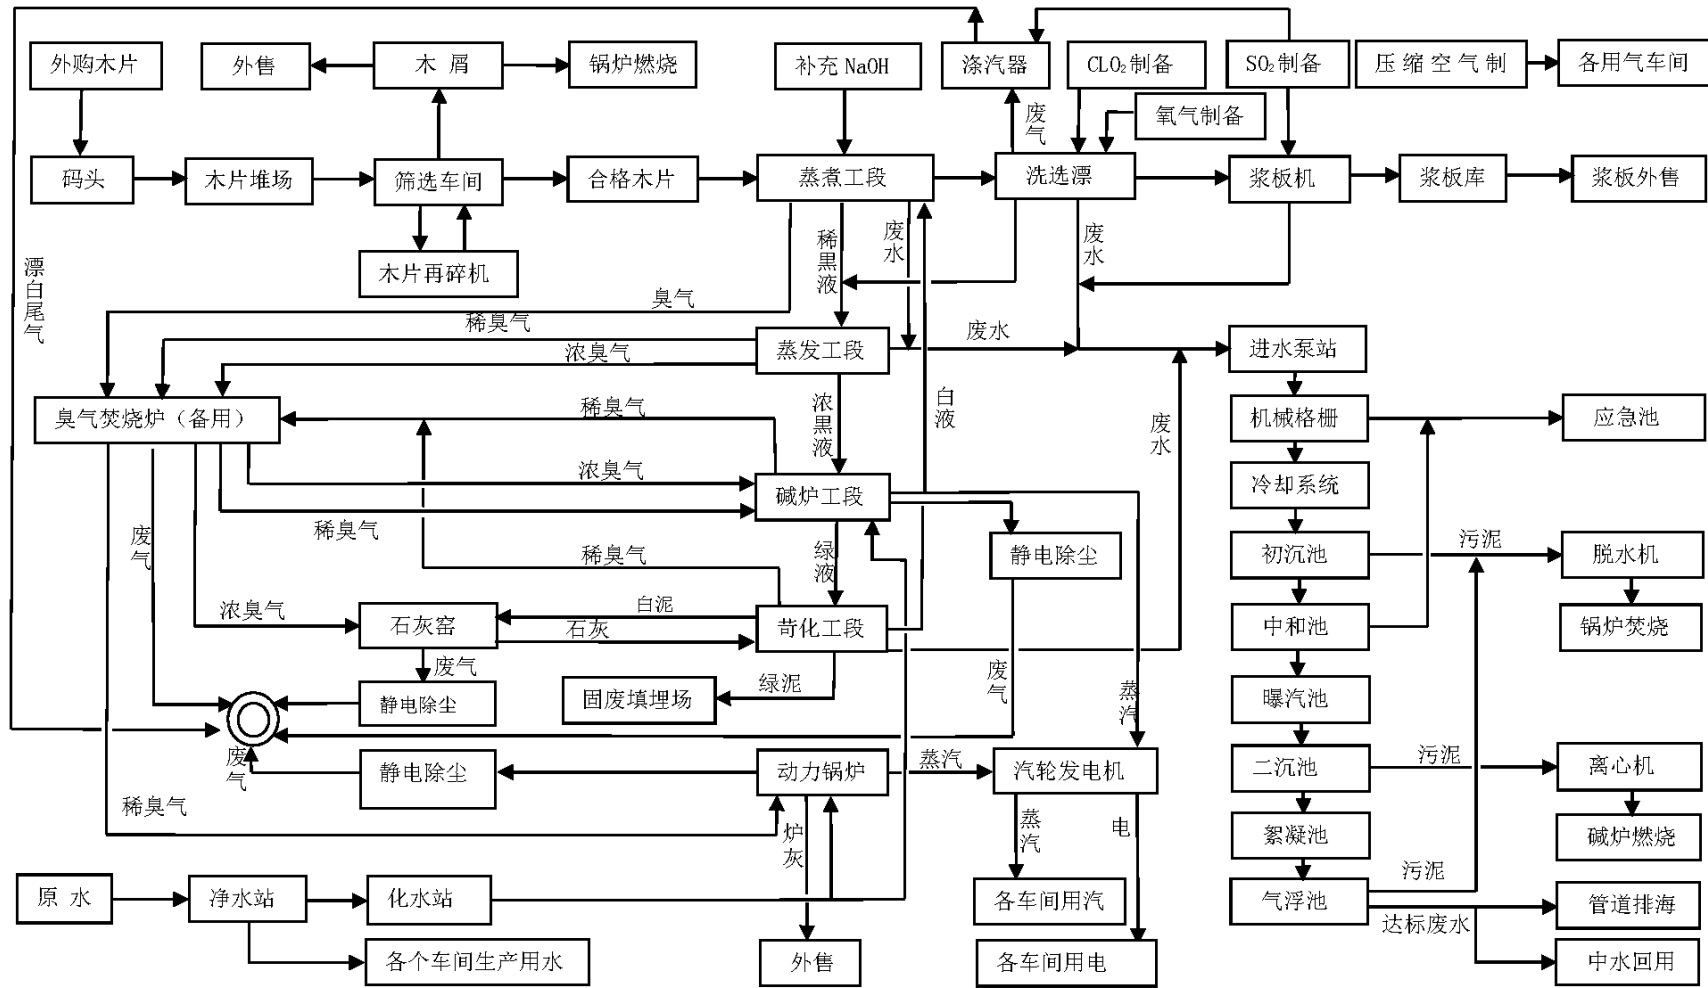 外购木片
外售
木 屑
锅炉燃烧
补充 NaOH
涤汽器
CLO₂制备
SO₂制备
压 缩 空 气 制
各用气车间
废气
氧气制备
码头
木片堆场
筛选车间
合格木片
蒸煮工段
洗选漂
浆板机
浆板库
浆板外售
木片再碎机
稀黑液
废水
废水
漂白尾气
臭气
稀臭气
浓臭气
蒸发工段
废水
进水泵站
臭气焚烧炉（备用）
稀臭气
浓黑液
白液
废水
机械格栅
应急池
浓臭气
碱炉工段
冷却系统
稀臭气
废气
稀臭气
绿液
静电除尘
初沉池
污泥
脱水机
浓臭气
石灰窑
白泥
石灰
苛化工段
中和池
锅炉焚烧
废气
静电除尘
固废填埋场
绿泥
废气
蒸汽
曝汽池
废气
静电除尘
动力锅炉
蒸汽
汽轮发电机
二沉池
污泥
离心机
稀臭气
炉灰
蒸汽
电
絮凝池
碱炉燃烧
原 水
净水站
化水站
各车间用汽
气浮池
污泥
达标废水
管道排海
各个车间生产用水
外售
各车间用电
中水回用